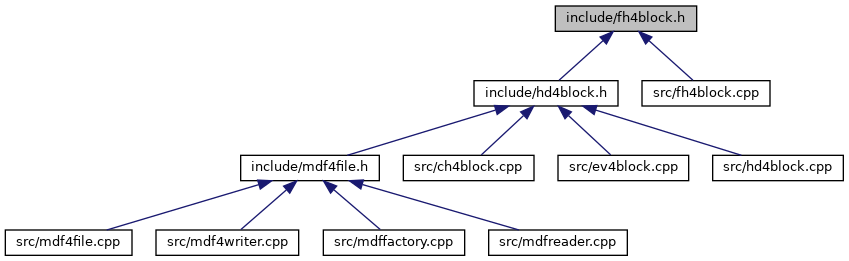 include/fh4block.h
include/hd4block.h
src/fh4block.cpp
include/mdf4file.h
src/ch4block.cpp
src/ev4block.cpp
src/hd4block.cpp
src/mdf4file.cpp
src/mdf4writer.cpp
src/mdffactory.cpp
src/mdfreader.cpp